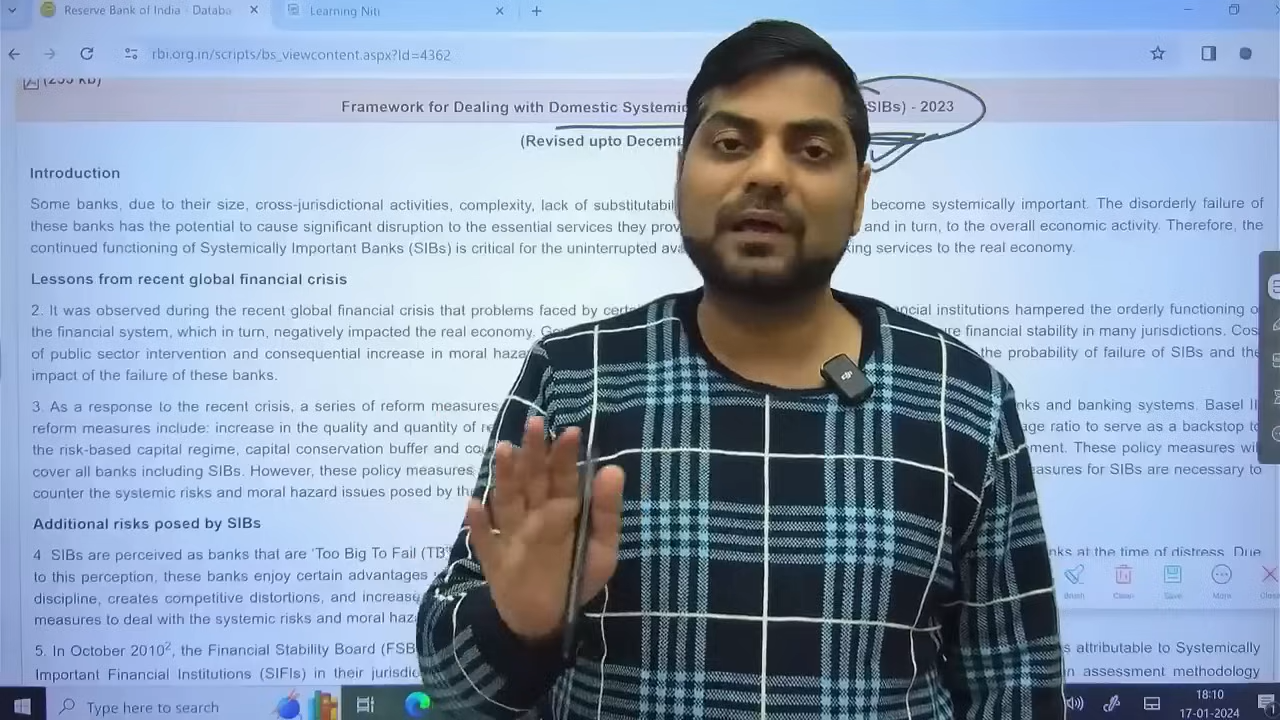 Reserve Bank of India - Databa
Learning Niti
rbi.org.in/scripts/bs_viewcontent.aspx?Id=4362
Framework for Dealing with Domestic Systemic SIBs) - 2023
(Revised upto Decemb
Introduction
Some banks, due to their size, cross-jurisdictional activities, complexity, lack of substitutabil become systemically important. The disorderly failure of
these banks has the potential to cause significant disruption to the essential services they prov and in turn, to the overall economic activity. Therefore, the
continued functioning of Systemically Important Banks (SIBs) is critical for the uninterrupted ava king services to the real economy.
Lessons from recent global financial crisis
2. It was observed during the recent global financial crisis that problems faced by certa ncial institutions hampered the orderly functioning o
the financial system, which in turn, negatively impacted the real economy. Go re financial stability in many jurisdictions. Cos
of public sector intervention and consequential increase in moral haza the probability of failure of SIBs and the
impact of the failure of these banks.
3. As a response to the recent crisis, a series of reform measures nks and banking systems. Basel II
reform measures include: increase in the quality and quantity of re age ratio to serve as a backstop to
the risk-based capital regime, capital conservation buffer and co ment. These policy measures wil
cover all banks including SIBs. However, these policy measures easures for SIBs are necessary to
counter the systemic risks and moral hazard issues posed by th
Additional risks posed by SIBs
4 SIBs are perceived as banks that are 'Too Big To Fail (TB nks at the time of distress. Due
to this perception, these banks enjoy certain advantages
discipline, creates competitive distortions, and increase
measures to deal with the systemic risks and moral haz
Brush Clean Save More Close
5. In October 2010², the Financial Stability Board (FSB s attributable to Systemically
Important Financial Institutions (SIFIs) in their jurisdic n assessment methodology
Type here to search
18:10
17-01-2024